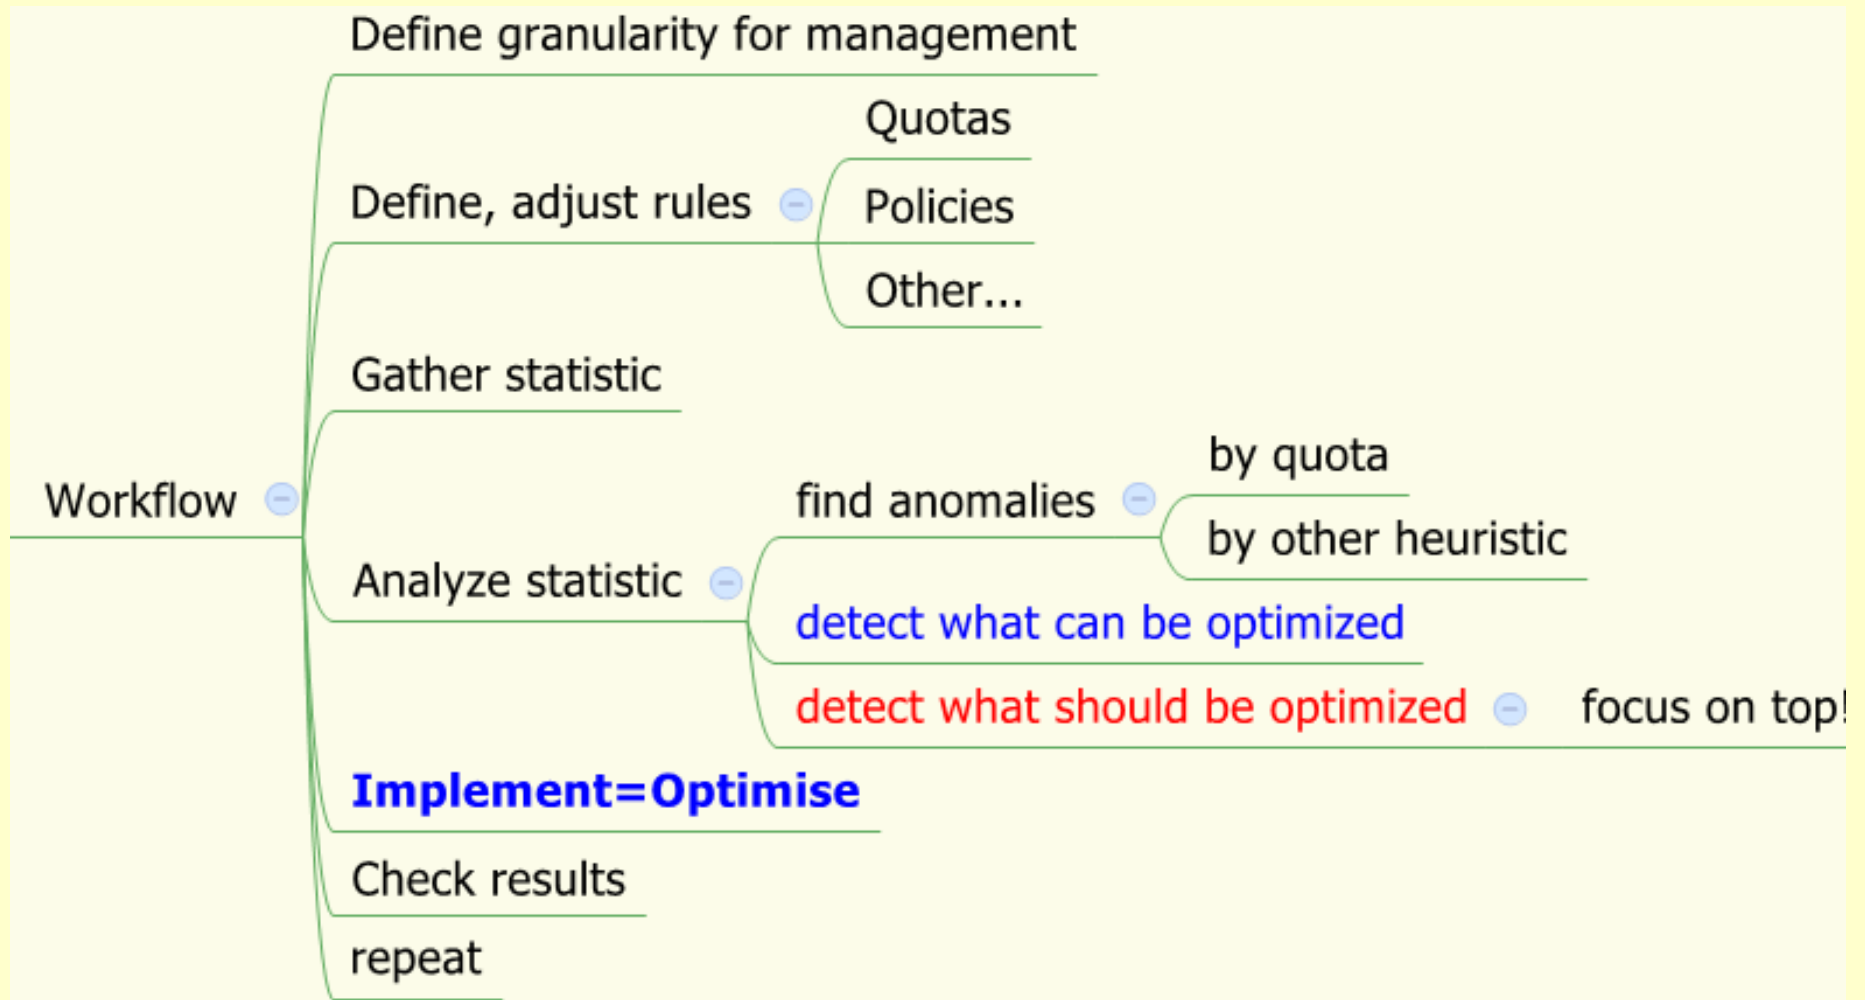 Define granularity for management
Define, adjust rules
Quotas
Policies
Other...
Gather statistic
Workflow
Analyze statistic
find anomalies
by quota
by other heuristic
detect what can be optimized
detect what should be optimized
focus on top!
Implement=Optimise
Check results
repeat